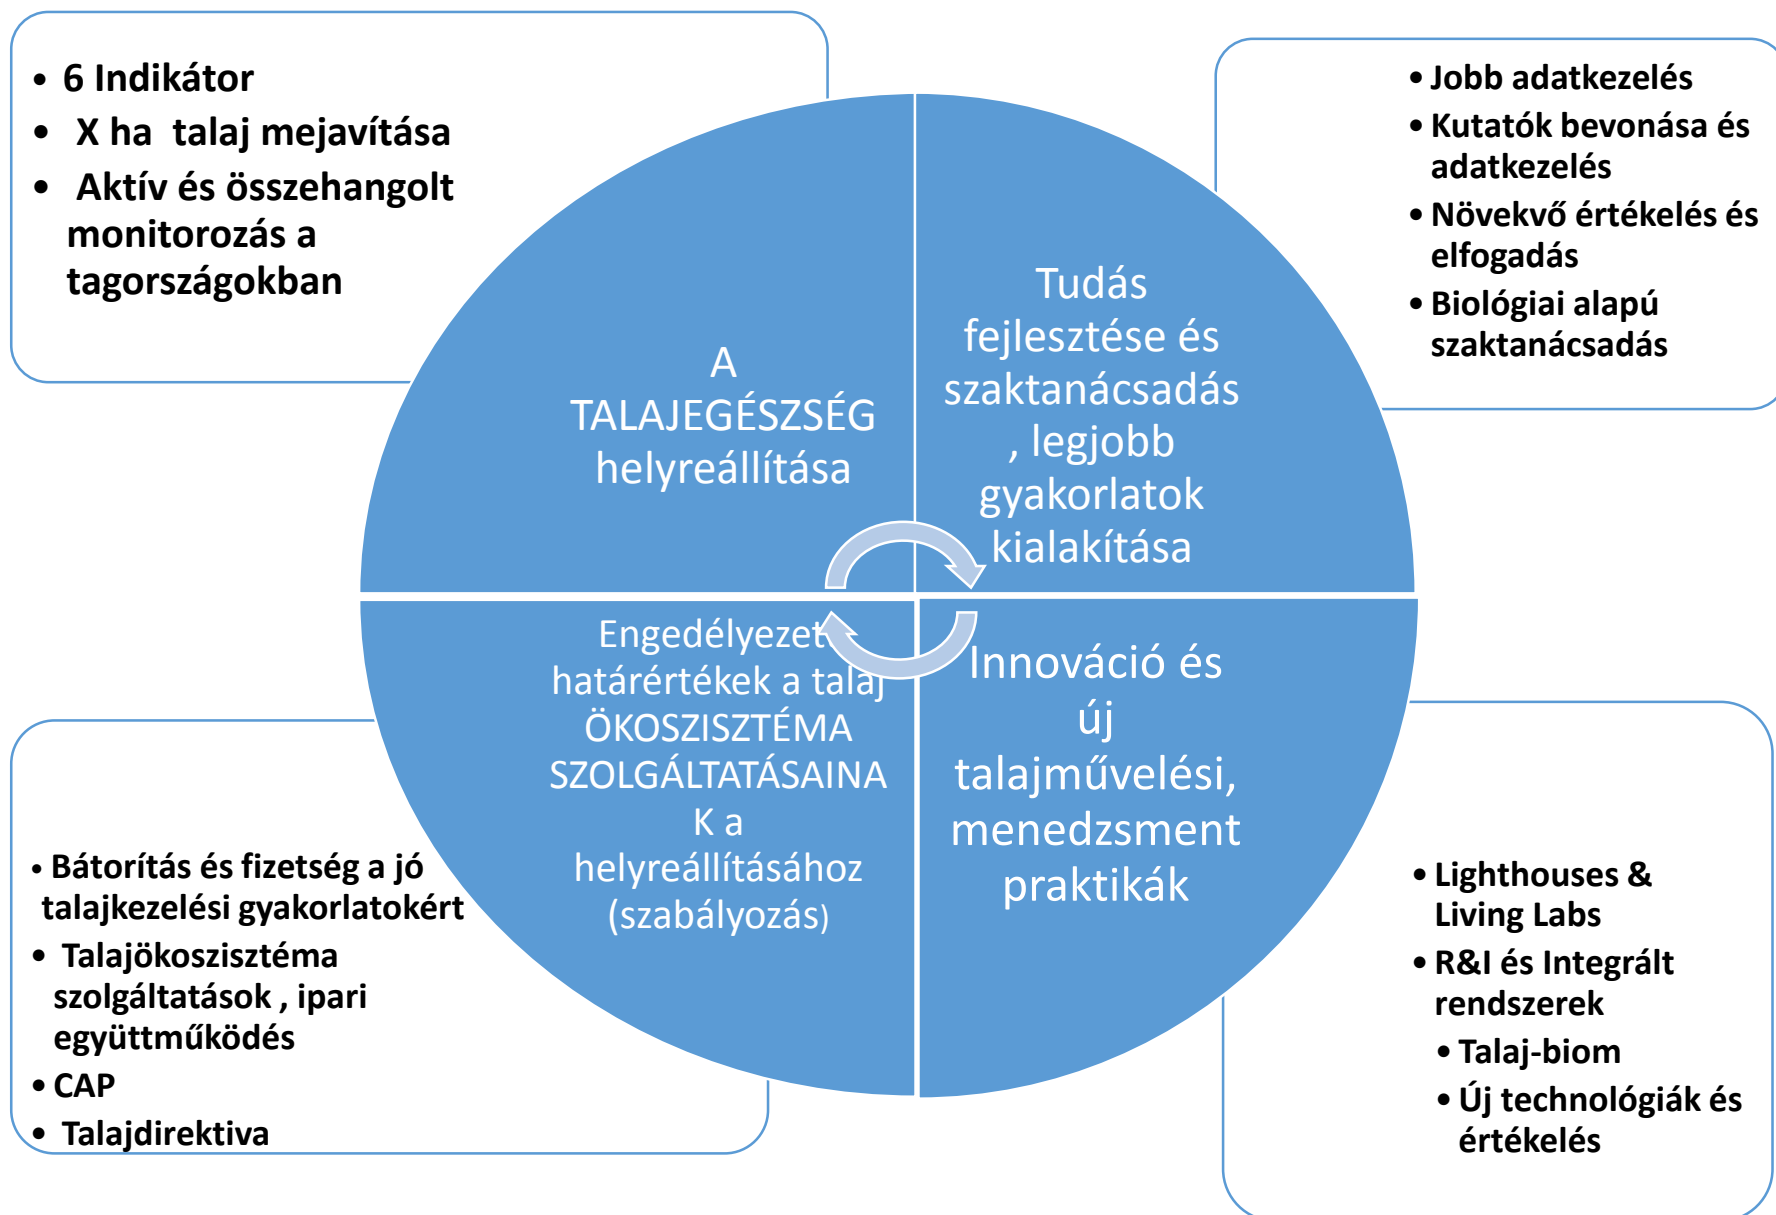 • 6 Indikátor
• X ha talaj mejavítása
• Aktív és összehangolt
monitorozás a
tagországokban
• Jobb adatkezelés
• Kutatók bevonása és
adatkezelés
• Növekvő értékelés és
elfogadás
• Biológiai alapú
szaktanácsadás
A
TALAJEGÉSZSÉG
helyreállítása
Tudás
fejlesztése és
szaktanácsadás
, legjobb
gyakorlatok
kialakítása
Engedélyezet
határértékek a talaj
ÖKOSZISZTÉMA
SZOLGÁLTATÁSAINA
K a
helyreállításához
(szabályozás)
Innováció és
új
talajművelési,
menedzsment
praktikák
• Bátorítás és fizetség a jó
talajkezelési gyakorlatokért
• Talajökoszisztéma
szolgáltatások , ipari
együttműködés
• CAP
• Talajdirektiva
• Lighthouses &
Living Labs
• R&I és Integrált
rendszerek
• Talaj-biom
• Új technológiák és
értékelés